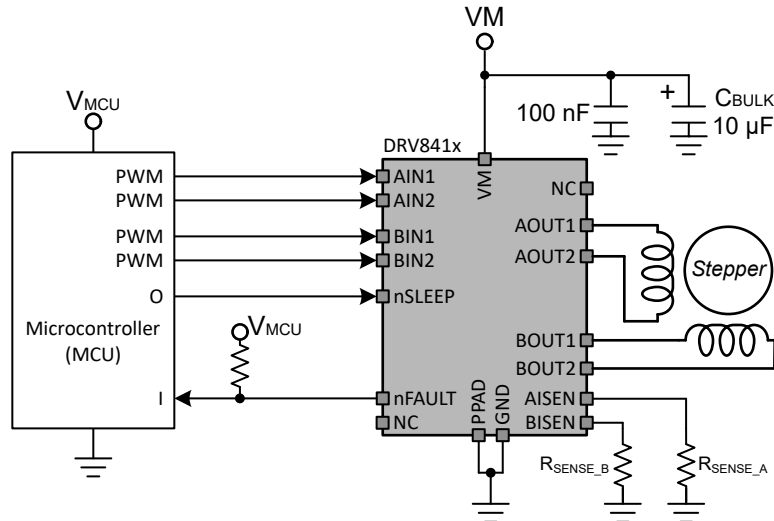 VM
VMCU
100 nF
+
CBULK
10 µF
DRV841x
PWM
AIN1
VM
NC
PWM
AIN2
AOUT1
PWM
BIN1
AOUT2
Stepper
PWM
BIN2
O
nSLEEP
Microcontroller
(MCU)
VMCU
BOUT1
BOUT2
I
nFAULT
PPAD
GND
AISEN
NC
BISEN
RSENSE_B
RSENSE_A